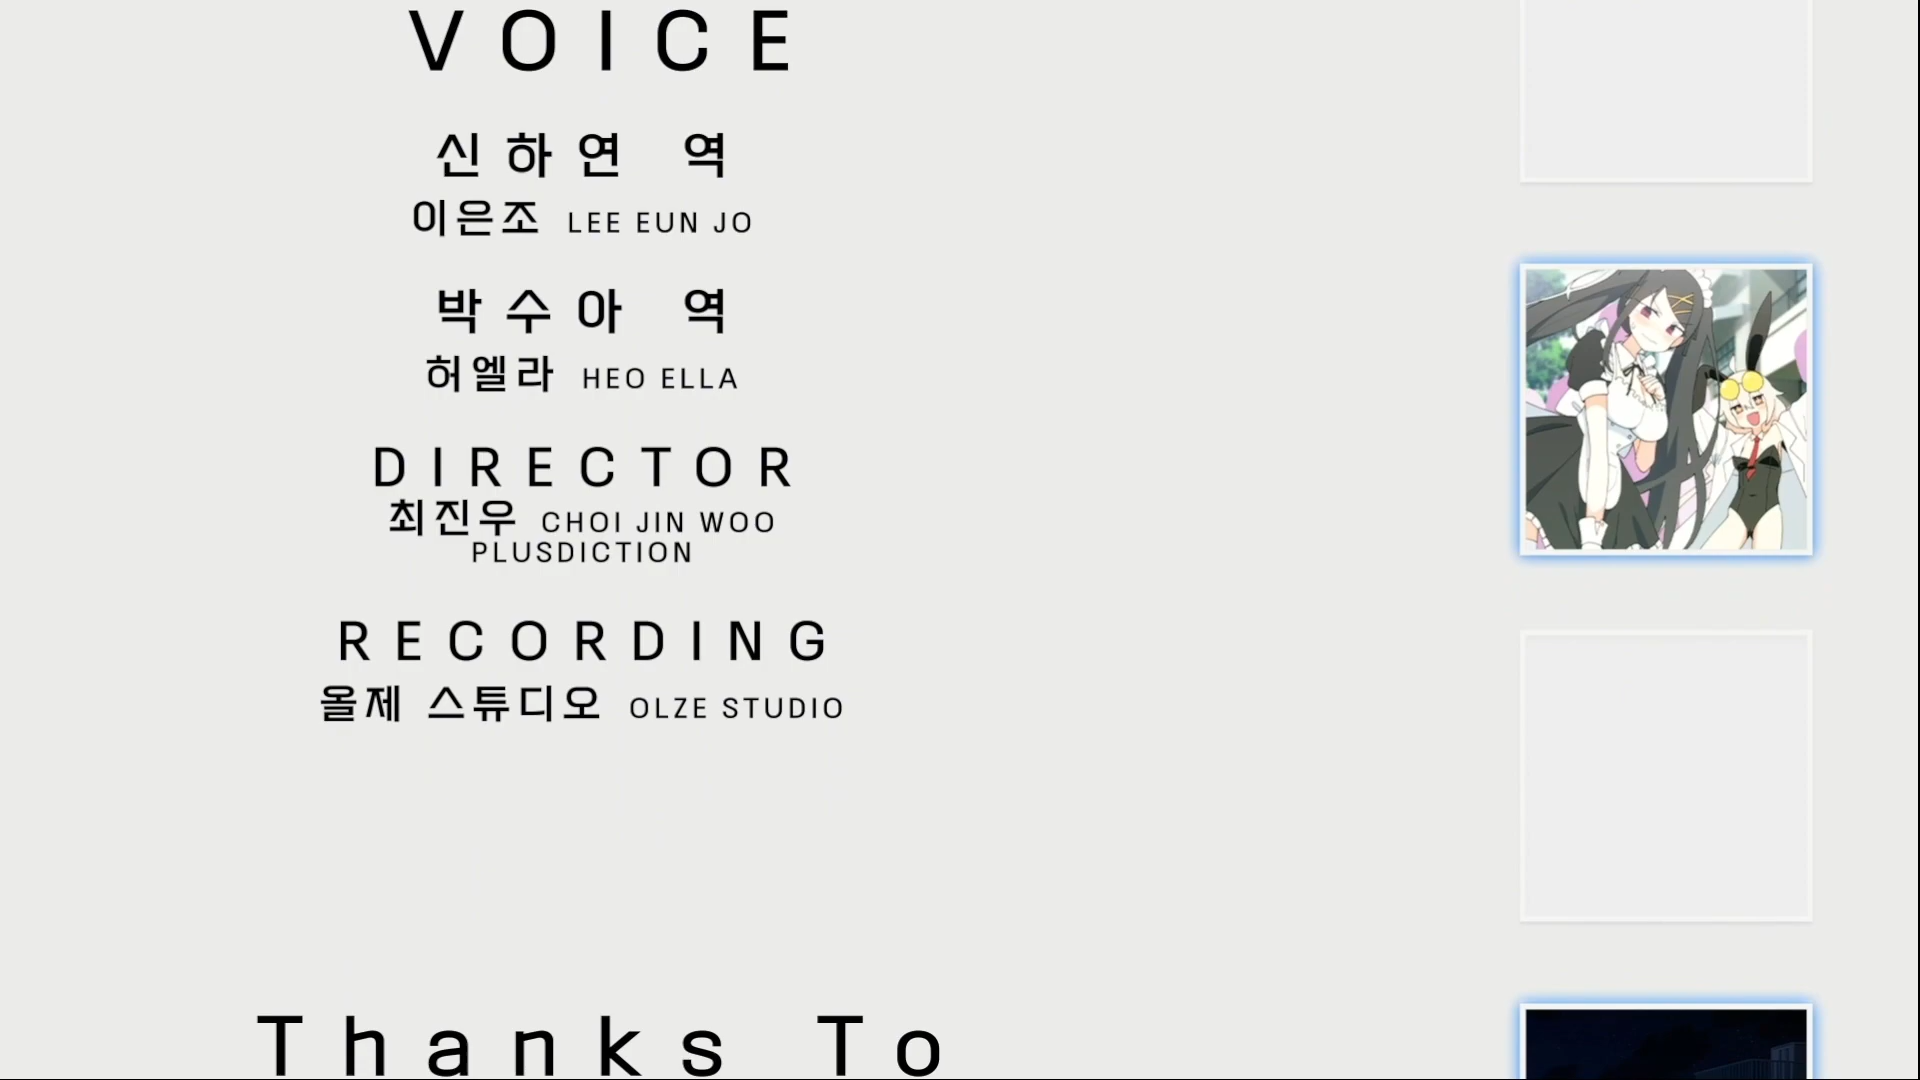 VOICE
신하연 역
이은조 LEE EUN JO
박수아 역
허엘라 HEO ELLA
DIRECTOR
최진우 CHOI JIN WOO
PLUSDICTION
RECORDING
올제 스튜디오 OLZE STUDIO
Thanks To